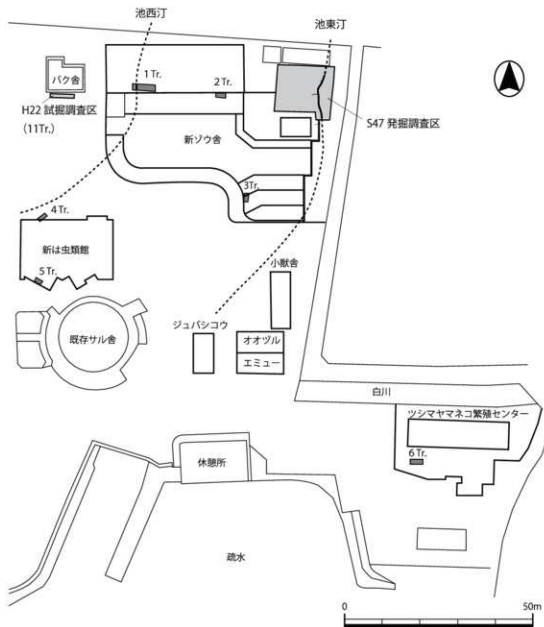 池西汀
池東汀
バク舎
1 Tr.
2 Tr.
H22 試掘調査区
（11Tr.）
S47 発掘調査区
新ゾウ舎
3Tr.
4 Tr.
新は虫類館
5 Tr.
小獣舎
ジュバシコウ
オオヅル
エミュー
既存サル舎
白川
ツシマヤマネコ繁殖センター
6 Tr.
休憩所
疏水
0
50m